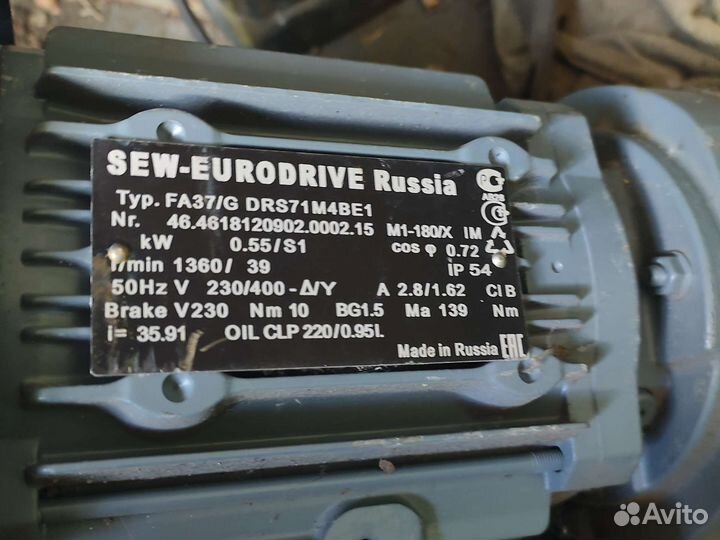 SEW-EURODRIVE Russia
Typ. FA37/G DRS71M4BE1
Nr. 46.4618120902.0002.15 M1-180/X IM A
kW 0.55/S1 cos φ 0.72
r/min 1360/ 39 IP 54
50Hz V 230/400 - Δ/Y A 2.8/1.62 Cl B
Brake V230 Nm 10 BG1.5 Ma 139 Nm
i= 35.91 OIL CLP 220/0.95L
Made in Russia EAC
Avito